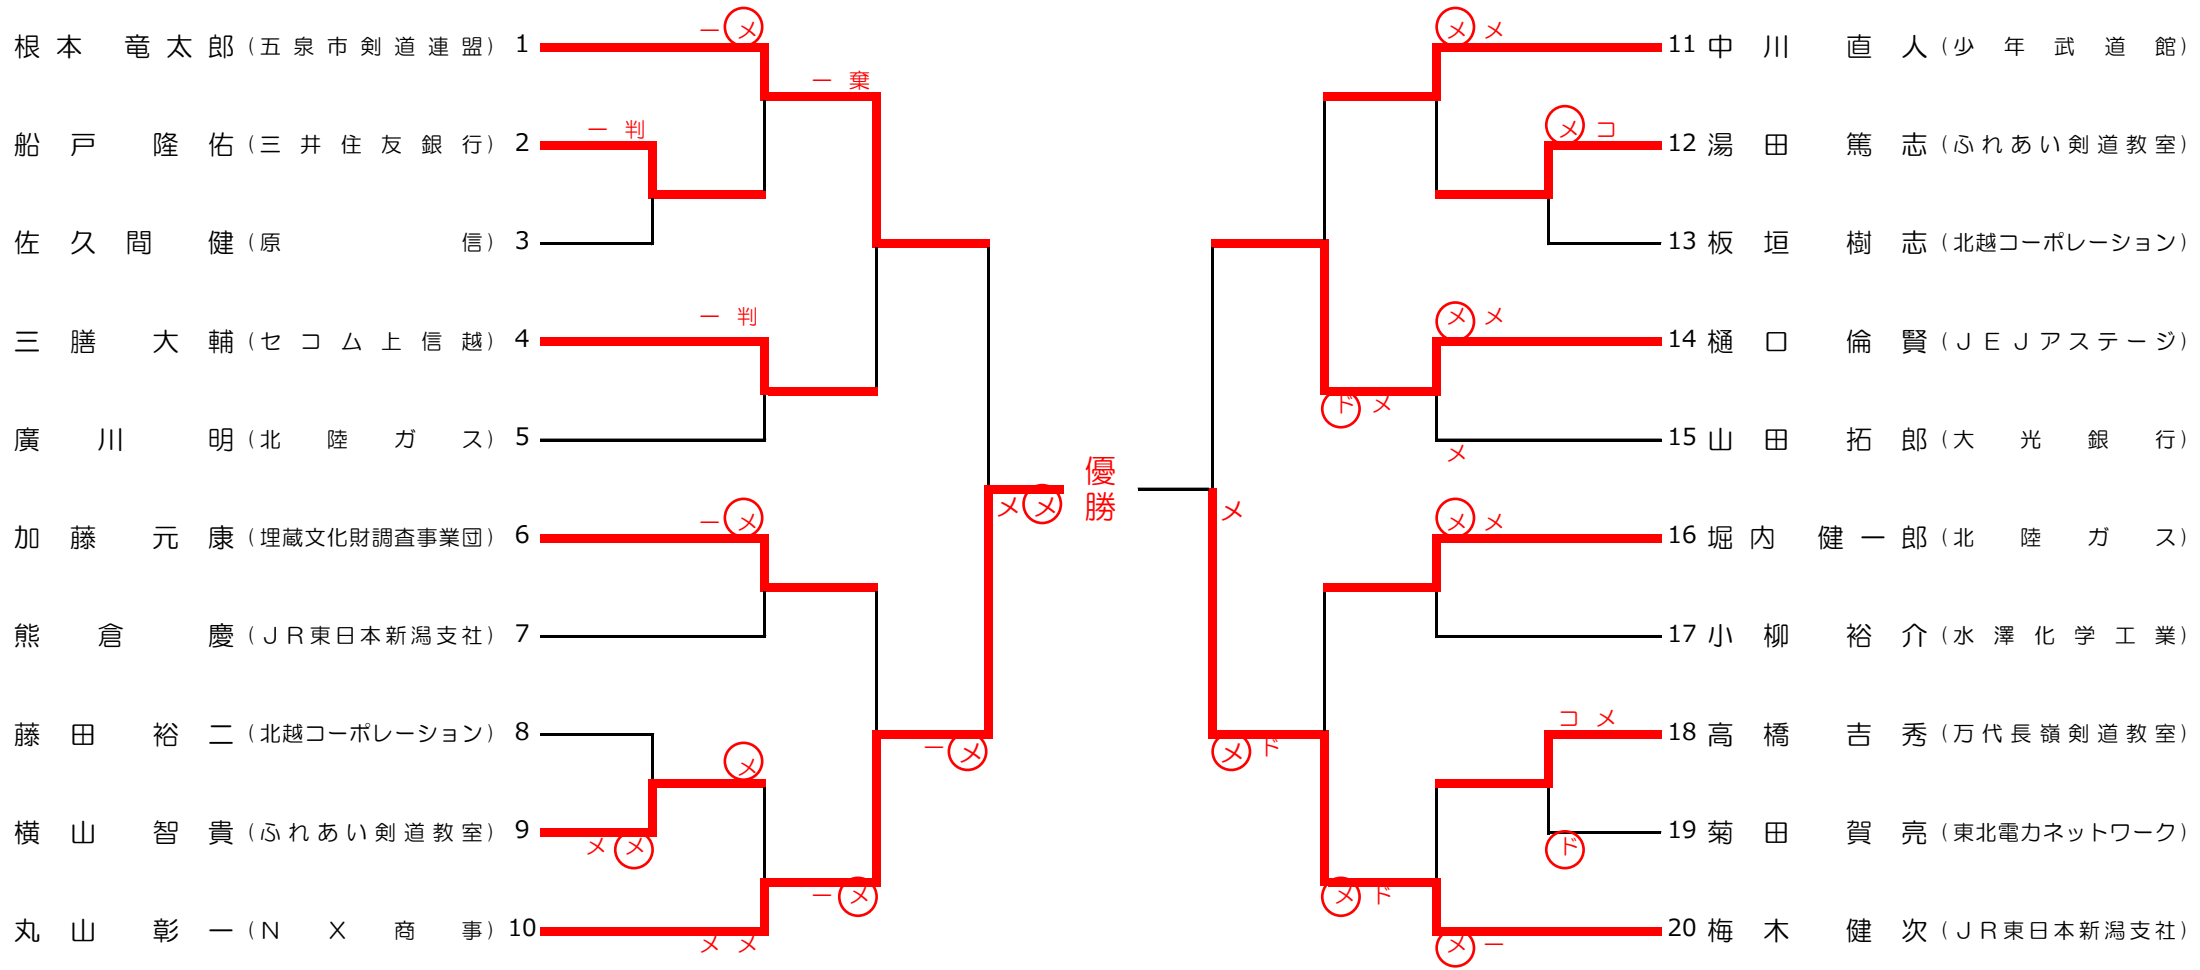 一 メ
根本 竜太郎 (五泉市剣道連盟) 1
一 棄
一 判
船戸 隆佑 (三井住友銀行) 2
佐久間 健 (原信) 3
一 判
三膳 大輔 (セコム上信越) 4
廣川 明 (北陸ガス) 5
一 メ
加藤 元康 (埋蔵文化財調査事業団) 6
熊倉 慶 (JR東日本新潟支社) 7
藤田 裕二 (北越コーポレーション) 8
メ
一 メ
横山 智貴 (ふれあい剣道教室) 9
メ メ
一 メ
丸山 彰一 (NX商事) 10
メ メ
メ メ
優勝
メ
メ メ
11 中川 直人 (少年武道館)
メ コ
12 湯田 篤志 (ふれあい剣道教室)
13 板垣 樹志 (北越コーポレーション)
メ メ
14 樋口 倫賢 (JEJアステージ)
ド メ
15 山田 拓郎 (大光銀行)
メ
メ メ
16 堀内 健一郎 (北陸ガス)
17 小柳 裕介 (水澤化学工業)
コ メ
18 高橋 吉秀 (万代長嶺剣道教室)
メ ド
19 菊田 賀亮 (東北電力ネットワーク)
ド
メ ド
20 梅木 健次 (JR東日本新潟支社)
メ 一